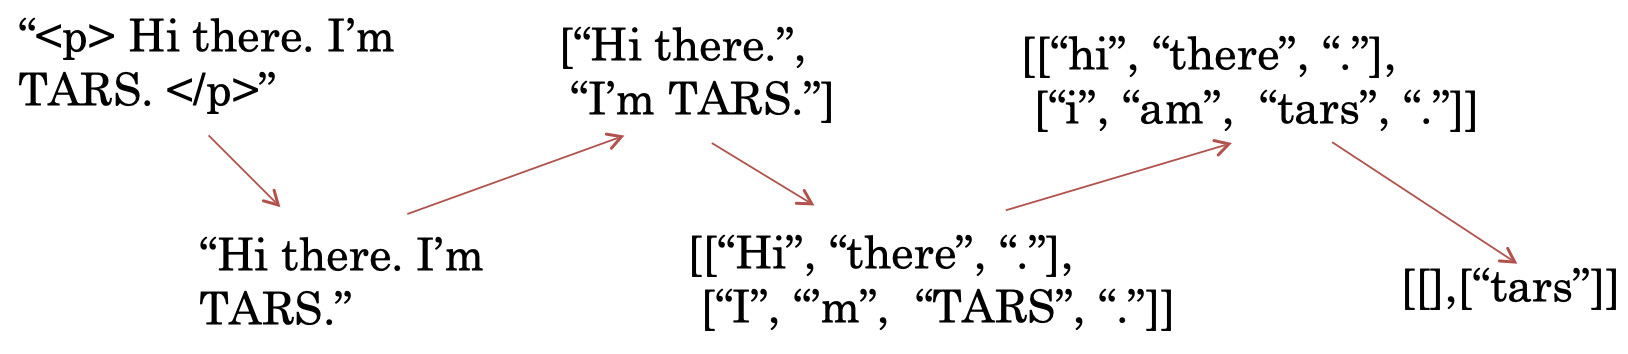 “<p> Hi there. I’m
TARS. </p>”
“Hi there. I’m
TARS.”
[“Hi there.”,
“I’m TARS.”]
[[“Hi”, “there”, “.”],
[“I”, “’m”, “TARS”, “.”]]
[[“hi”, “there”, “.”],
[“i”, “am”, “tars”, “.”]]
[[],[“tars”]]